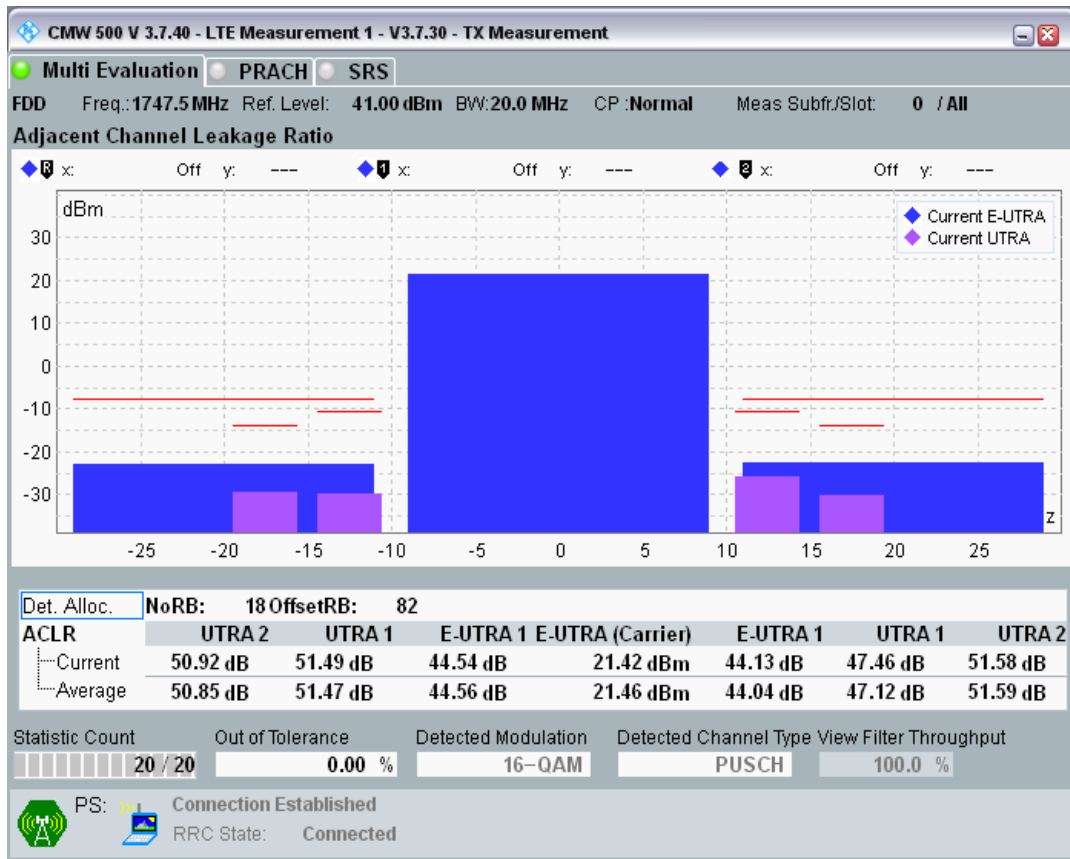 CMW 500 V 3.7.40 - LTE Measurement 1 - V3.7.30 - TX Measurement
Multi Evaluation PRACH SRS
FDD Freq.:1747.5 MHz Ref. Level: 41.00 dBm BW:20.0 MHz CP :Normal Meas Subfr./Slot: 0 / All
Adjacent Channel Leakage Ratio
R x: Off y: --- 1 x: Off y: --- 2 x: Off y: ---
dBm
Current E-UTRA
Current UTRA
30
20
10
0
-10
-20
-30
z
-25 -20 -15 -10 -5 0 5 10 15 20 25
Det. Alloc. NoRB: 18 OffsetRB: 82
ACLR UTRA 2 UTRA 1 E-UTRA 1 E-UTRA (Carrier) E-UTRA 1 UTRA 1 UTRA 2
Current 50.92 dB 51.49 dB 44.54 dB 21.42 dBm 44.13 dB 47.46 dB 51.58 dB
Average 50.85 dB 51.47 dB 44.56 dB 21.46 dBm 44.04 dB 47.12 dB 51.59 dB
Statistic Count Out of Tolerance Detected Modulation Detected Channel Type View Filter Throughput
20 / 20 0.00 % 16-QAM PUSCH 100.0 %
PS: Connection Established
RRC State: Connected